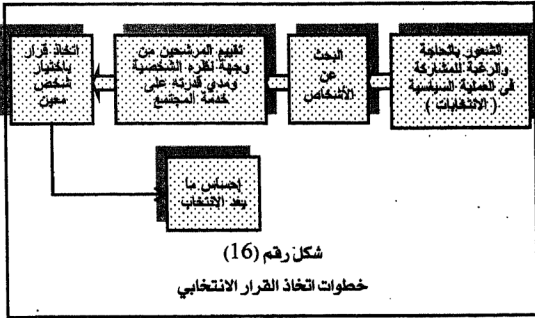 الشعور بالحاجة
والرغبة للمشاركة
في العملية السياسية
( الانتخابات )
البحث
عن
الأشخاص
تقييم المرشحين من
وجهة نظره الشخصية
ومدى قدرته على
خدمة المجتمع
اتخاذ قرار
باختيار
شخص
معين
إحساس ما
بعد الانتخاب
شكل رقم (16)
خطوات اتخاذ القرار الانتخابي